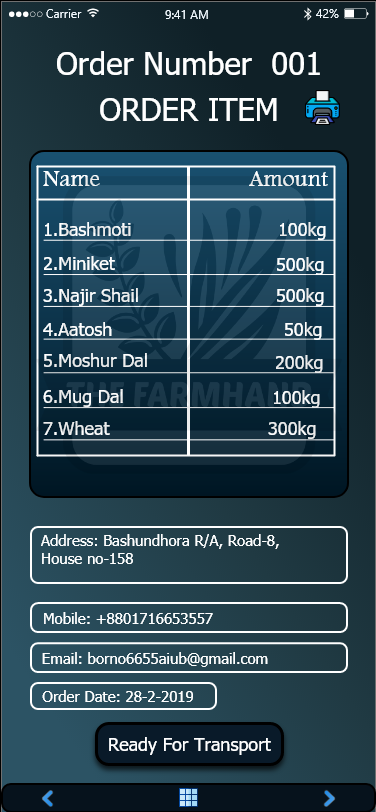 Carrier 9:41 AM 42%
Order Number 001
ORDER ITEM
Name Amount
1.Bashmoti 100kg
2.Miniket 500kg
3.Najir Shail 500kg
4.Aatosh 50kg
5.Moshur Dal 200kg
6.Mug Dal 100kg
THE FARMHAND
7.Wheat 300kg
Address: Bashundhora R/A, Road-8,
House no-158
Mobile: +8801716653557
Email: borno6655aiub@gmail.com
Order Date: 28-2-2019
Ready For Transport